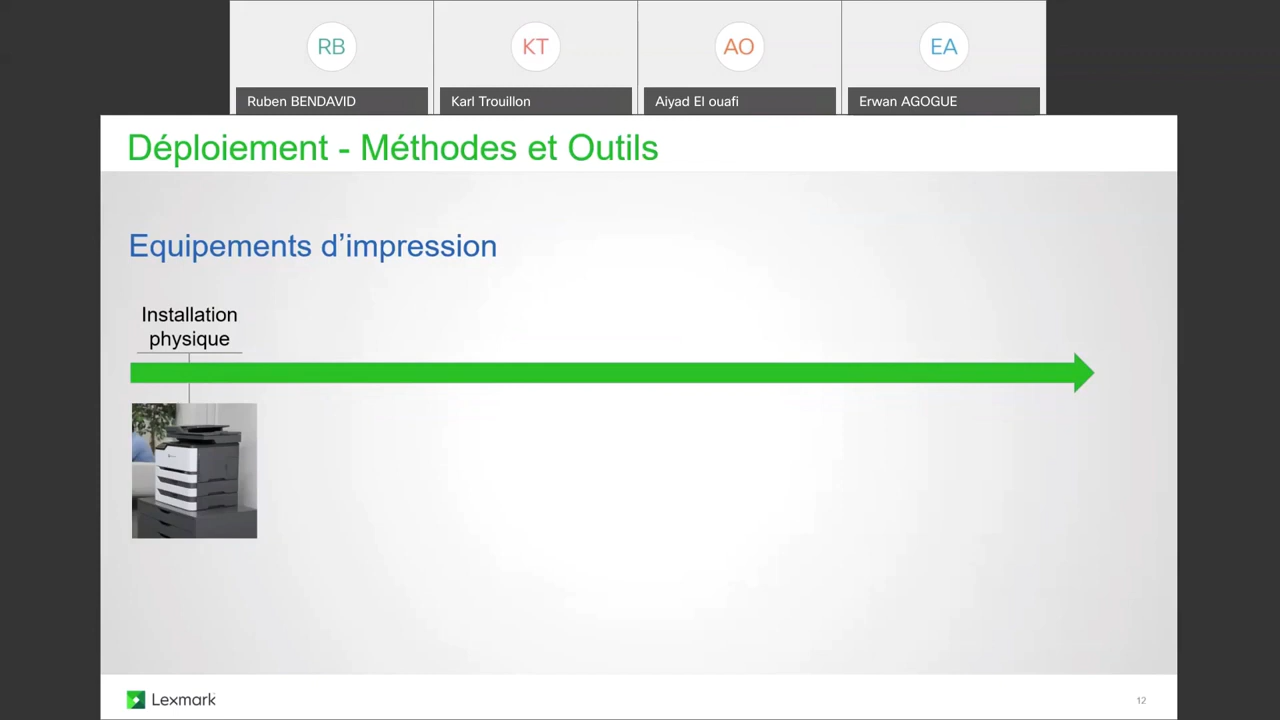 RB
KT
AO
EA
Ruben BENDAVID
Karl Trouillon
Aiyad El ouafi
Erwan AGOGUE
Déploiement - Méthodes et Outils
Equipements d’impression
Installation
physique
Lexmark
12